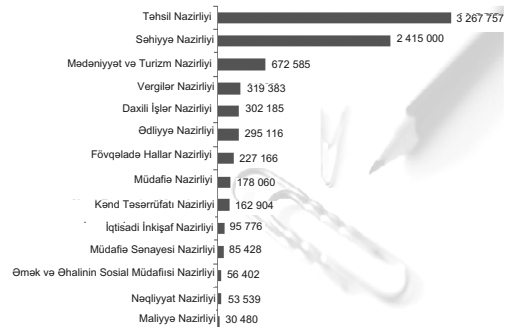 Təhsil Nazirliyi 3 267 757
Səhiyyə Nazirliyi 2 415 000
Mədəniyyət və Turizm Nazirliyi 672 585
Vergilər Nazirliyi 319 383
Daxili İşlər Nazirliyi 302 185
Ədliyyə Nazirliyi 295 116
Fövqəladə Hallar Nazirliyi 227 166
Müdafiə Nazirliyi 178 060
Kənd Təsərrüfatı Nazirliyi 162 904
İqtisadi İnkişaf Nazirliyi 95 776
Müdafiə Sənayesi Nazirliyi 85 428
Əmək və Əhalinin Sosial Müdafiısi Nazirliyi 56 402
Nəqliyyat Nazirliyi 53 539
Maliyyə Nazirliyi 30 480